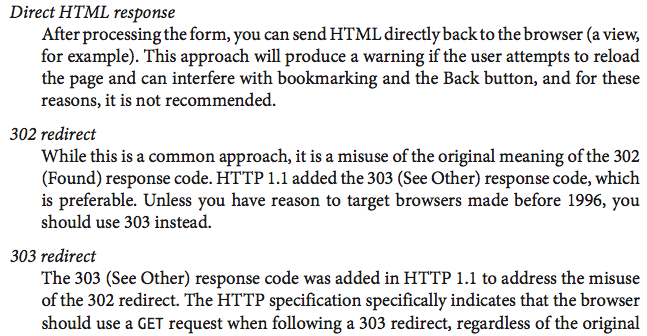 Direct HTML response
After processing the form, you can send HTML directly back to the browser (a view,
for example). This approach will produce a warning if the user attempts to reload
the page and can interfere with bookmarking and the Back button, and for these
reasons, it is not recommended.
302 redirect
While this is a common approach, it is a misuse of the original meaning of the 302
(Found) response code. HTTP 1.1 added the 303 (See Other) response code, which
is preferable. Unless you have reason to target browsers made before 1996, you
should use 303 instead.
303 redirect
The 303 (See Other) response code was added in HTTP 1.1 to address the misuse
of the 302 redirect. The HTTP specification specifically indicates that the browser
should use a GET request when following a 303 redirect, regardless of the original